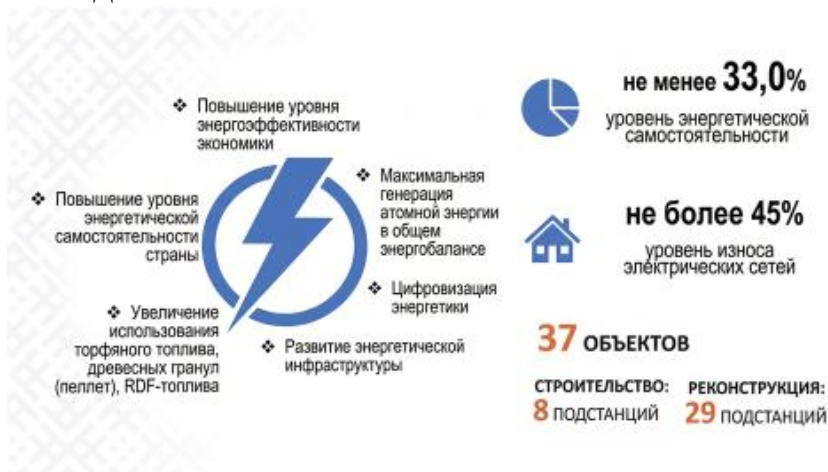 ❖ Повышение уровня
энергоэффективности
экономики
❖ Повышение уровня
энергетической
самостоятельности
страны
❖ Увеличение
использования
торфяного топлива,
древесных гранул
(пеллет), RDF-топлива
❖ Максимальная
генерация
атомной энергии
в общем
энергобалансе
❖ Цифровизация
энергетики
❖ Развитие энергетической
инфраструктуры
не менее 33,0%
уровень энергетической
самостоятельности
не более 45%
уровень износа
электрических сетей
37 ОБЪЕКТОВ
СТРОИТЕЛЬСТВО:
8 ПОДСТАНЦИЙ
РЕКОНСТРУКЦИЯ:
29 ПОДСТАНЦИЙ